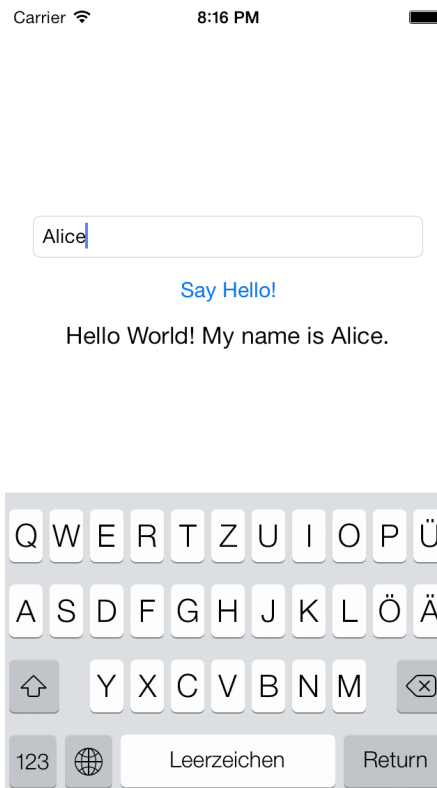 Carrier 8:16 PM
Alice
Say Hello!
Hello World! My name is Alice.
Q W E R T Z U I O P Ü
A S D F G H J K L Ö Ä
Y X C V B N M
123 Leerzeichen Return